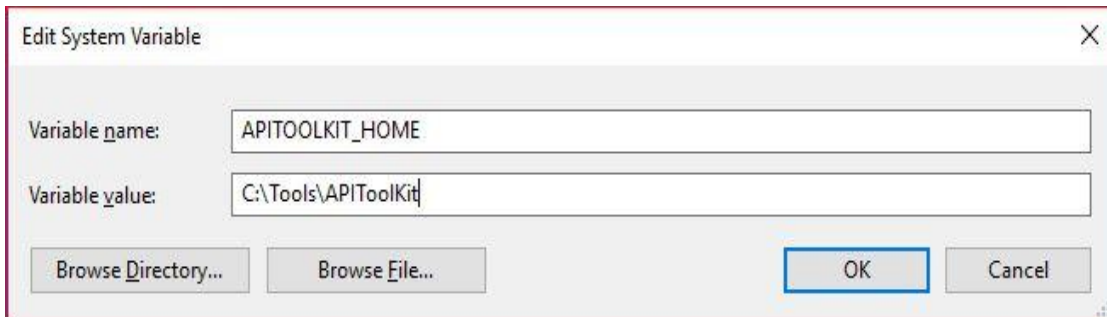 Edit System Variable
Variable name:
APITOOLKIT_HOME
Variable value:
C:\Tools\APIToolKit
Browse Directory...
Browse File...
OK
Cancel